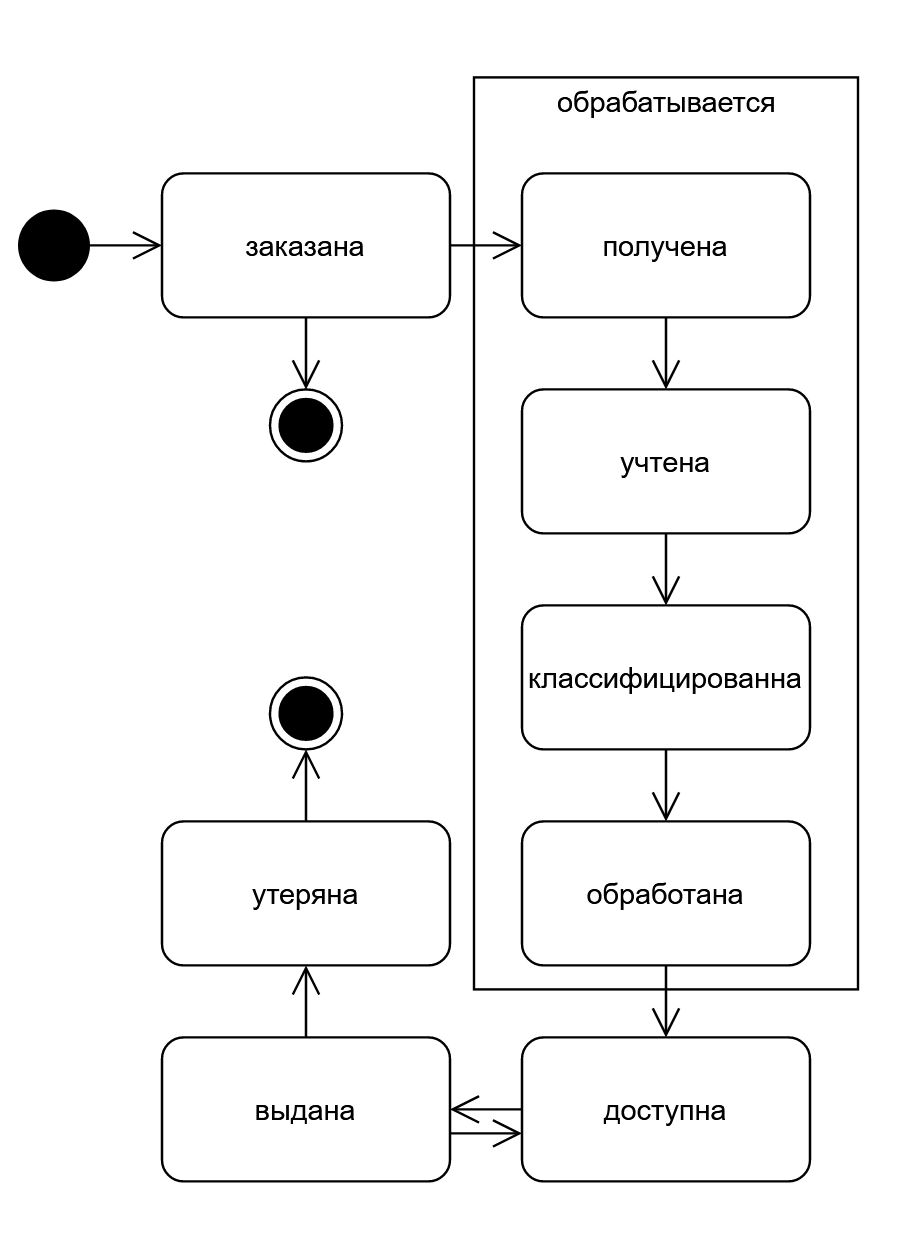 обрабатывается
заказана
получена
учтена
классифицированна
утеряна
обработана
выдана
доступна